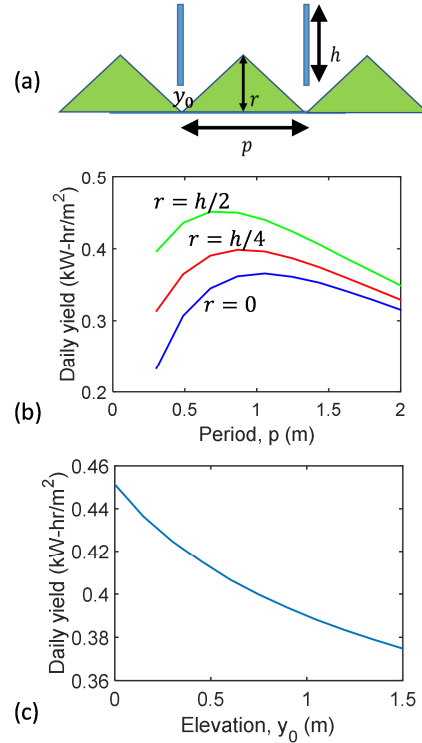 (a)
h
r
y₀
p
0.5
0.4
0.3
0.2
Daily yield (kW-hr/m²)
r = h/2
r = h/4
r = 0
0 0.5 1 1.5 2
Period, p (m)
(b)
0.46
0.44
0.42
0.4
0.38
0.36
Daily yield (kW-hr/m²)
0 0.5 1 1.5
Elevation, y₀ (m)
(c)